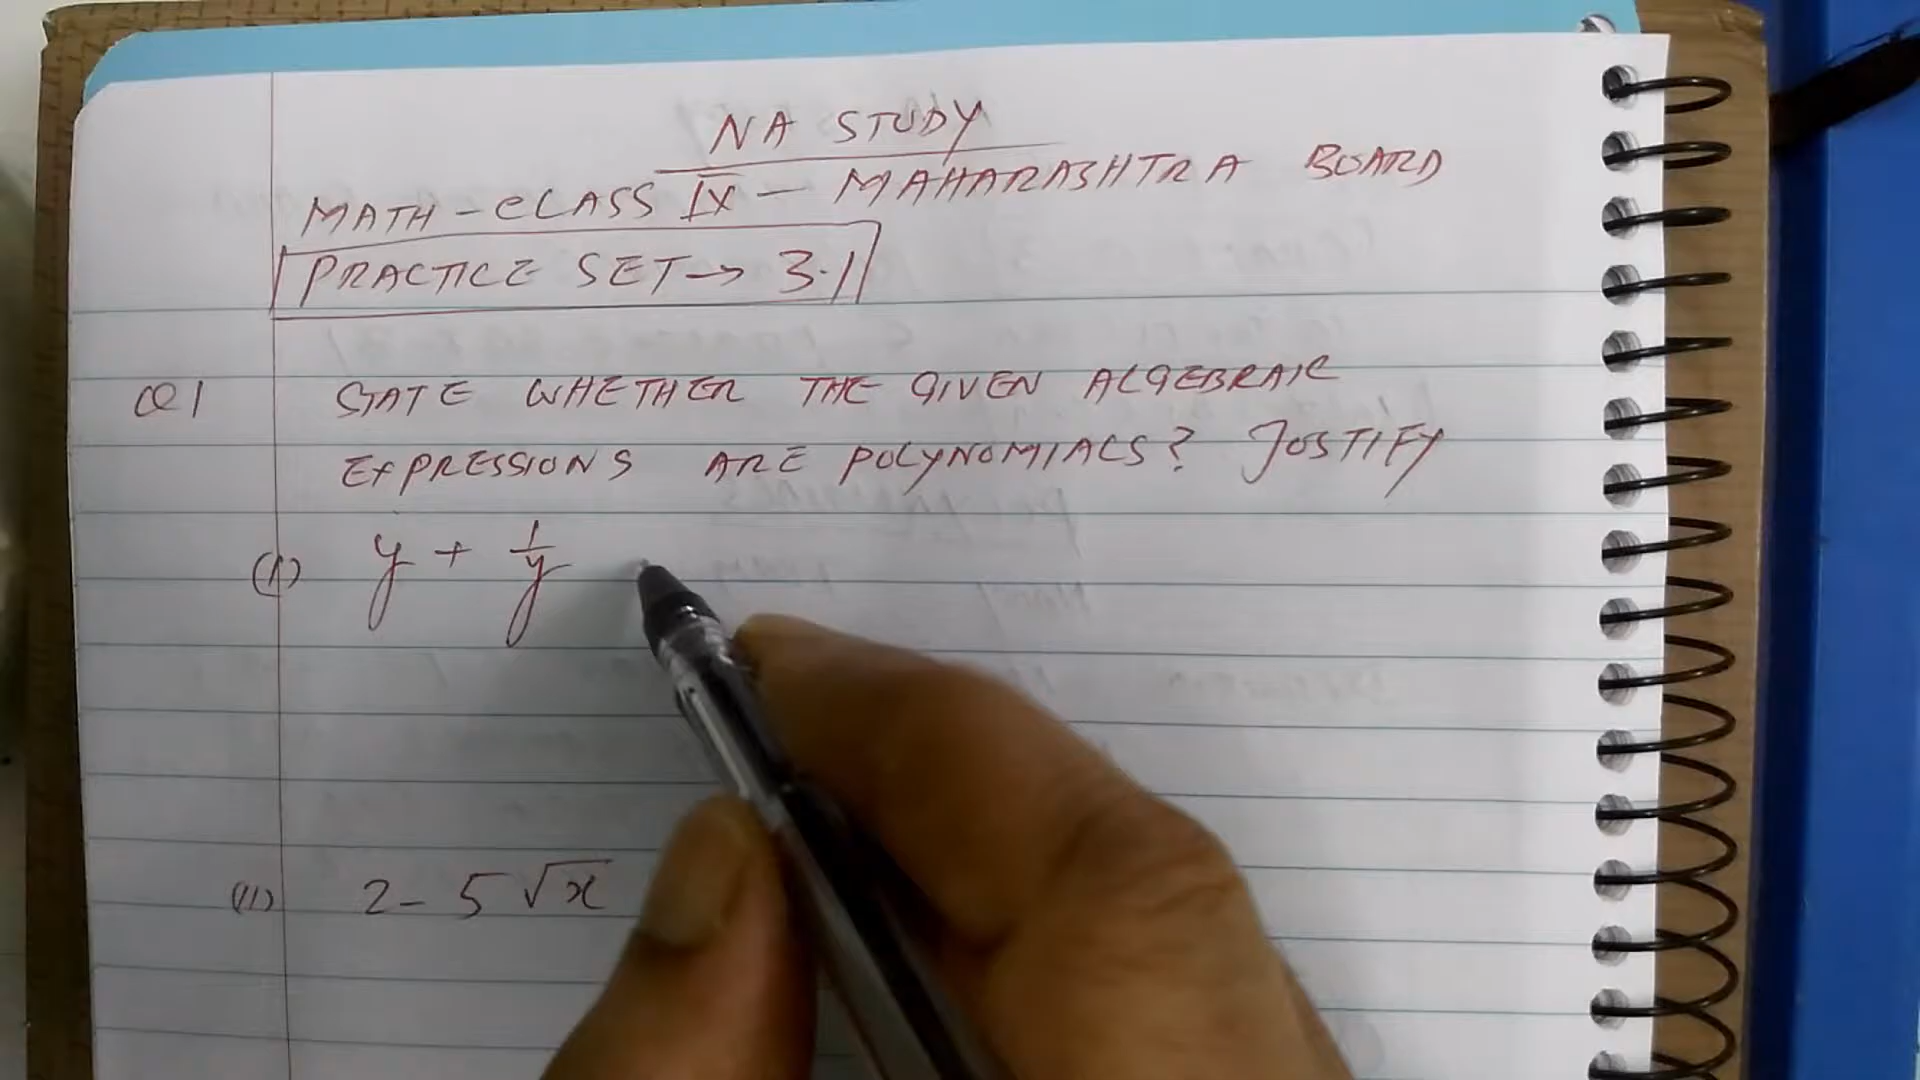 NA STUDY
MATH - CLASS IX - MAHARASHTRA BOARD
PRACTICE SET → 3.1
Q1 STATE WHETHER THE GIVEN ALGEBRAIC
EXPRESSIONS ARE POLYNOMIALS? JUSTIFY
(I) y + 1/y
(II) 2 - 5√x